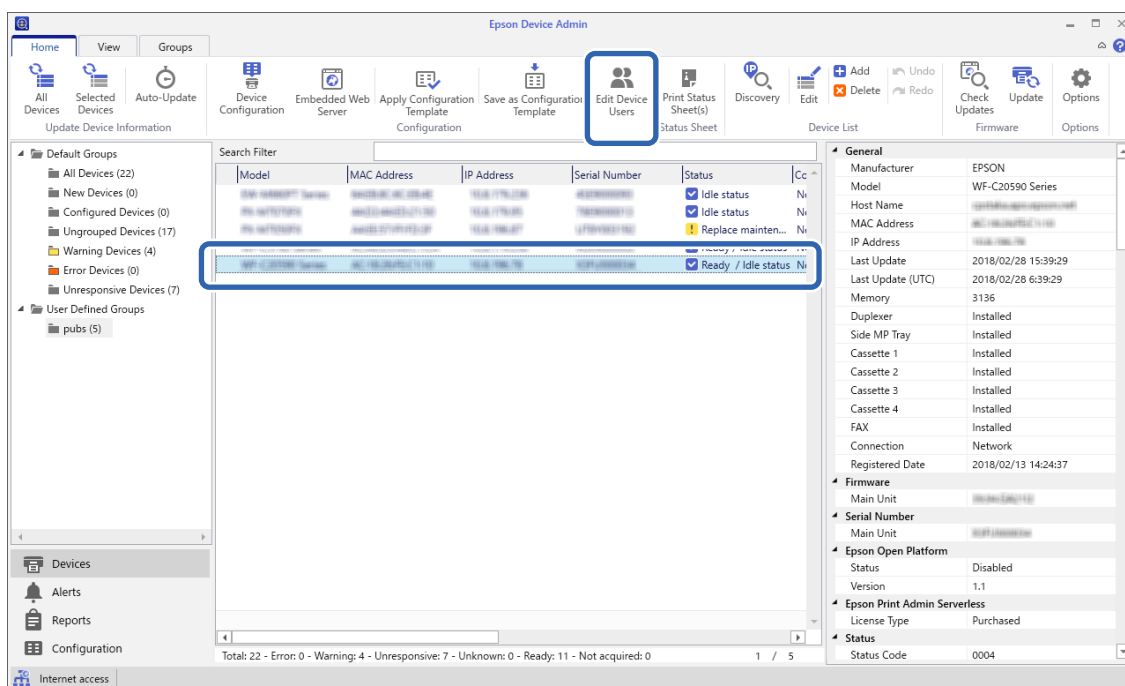 Epson Device Admin
Home View Groups
All Devices
Selected Devices
Auto-Update
Update Device Information
Device Configuration
Embedded Web Server
Apply Configuration Template
Save as Configuration Template
Configuration
Edit Device Users
Print Status Sheet(s)
Status Sheet
Discovery
Edit
Add
Delete
Undo
Redo
Device List
Check Updates
Update
Firmware
Options
Options
Default Groups
All Devices (22)
New Devices (0)
Configured Devices (0)
Ungrouped Devices (17)
Warning Devices (4)
Error Devices (0)
Unresponsive Devices (7)
User Defined Groups
pubs (5)
Devices
Alerts
Reports
Configuration
Search Filter
Model MAC Address IP Address Serial Number Status Co
Idle status
Idle status
Replace mainten...
Ready / Idle status
Ready / Idle status
Total: 22 - Error: 0 - Warning: 4 - Unresponsive: 7 - Unknown: 0 - Ready: 11 - Not acquired: 0 1 / 5
General
Manufacturer EPSON
Model WF-C20590 Series
Host Name
MAC Address
IP Address
Last Update 2018/02/28 15:39:29
Last Update (UTC) 2018/02/28 6:39:29
Memory 3136
Duplexer Installed
Side MP Tray Installed
Cassette 1 Installed
Cassette 2 Installed
Cassette 3 Installed
Cassette 4 Installed
FAX Installed
Connection Network
Registered Date 2018/02/13 14:24:37
Firmware
Main Unit
Serial Number
Main Unit
Epson Open Platform
Status Disabled
Version 1.1
Epson Print Admin Serverless
License Type Purchased
Status
Status Code 0004
Internet access